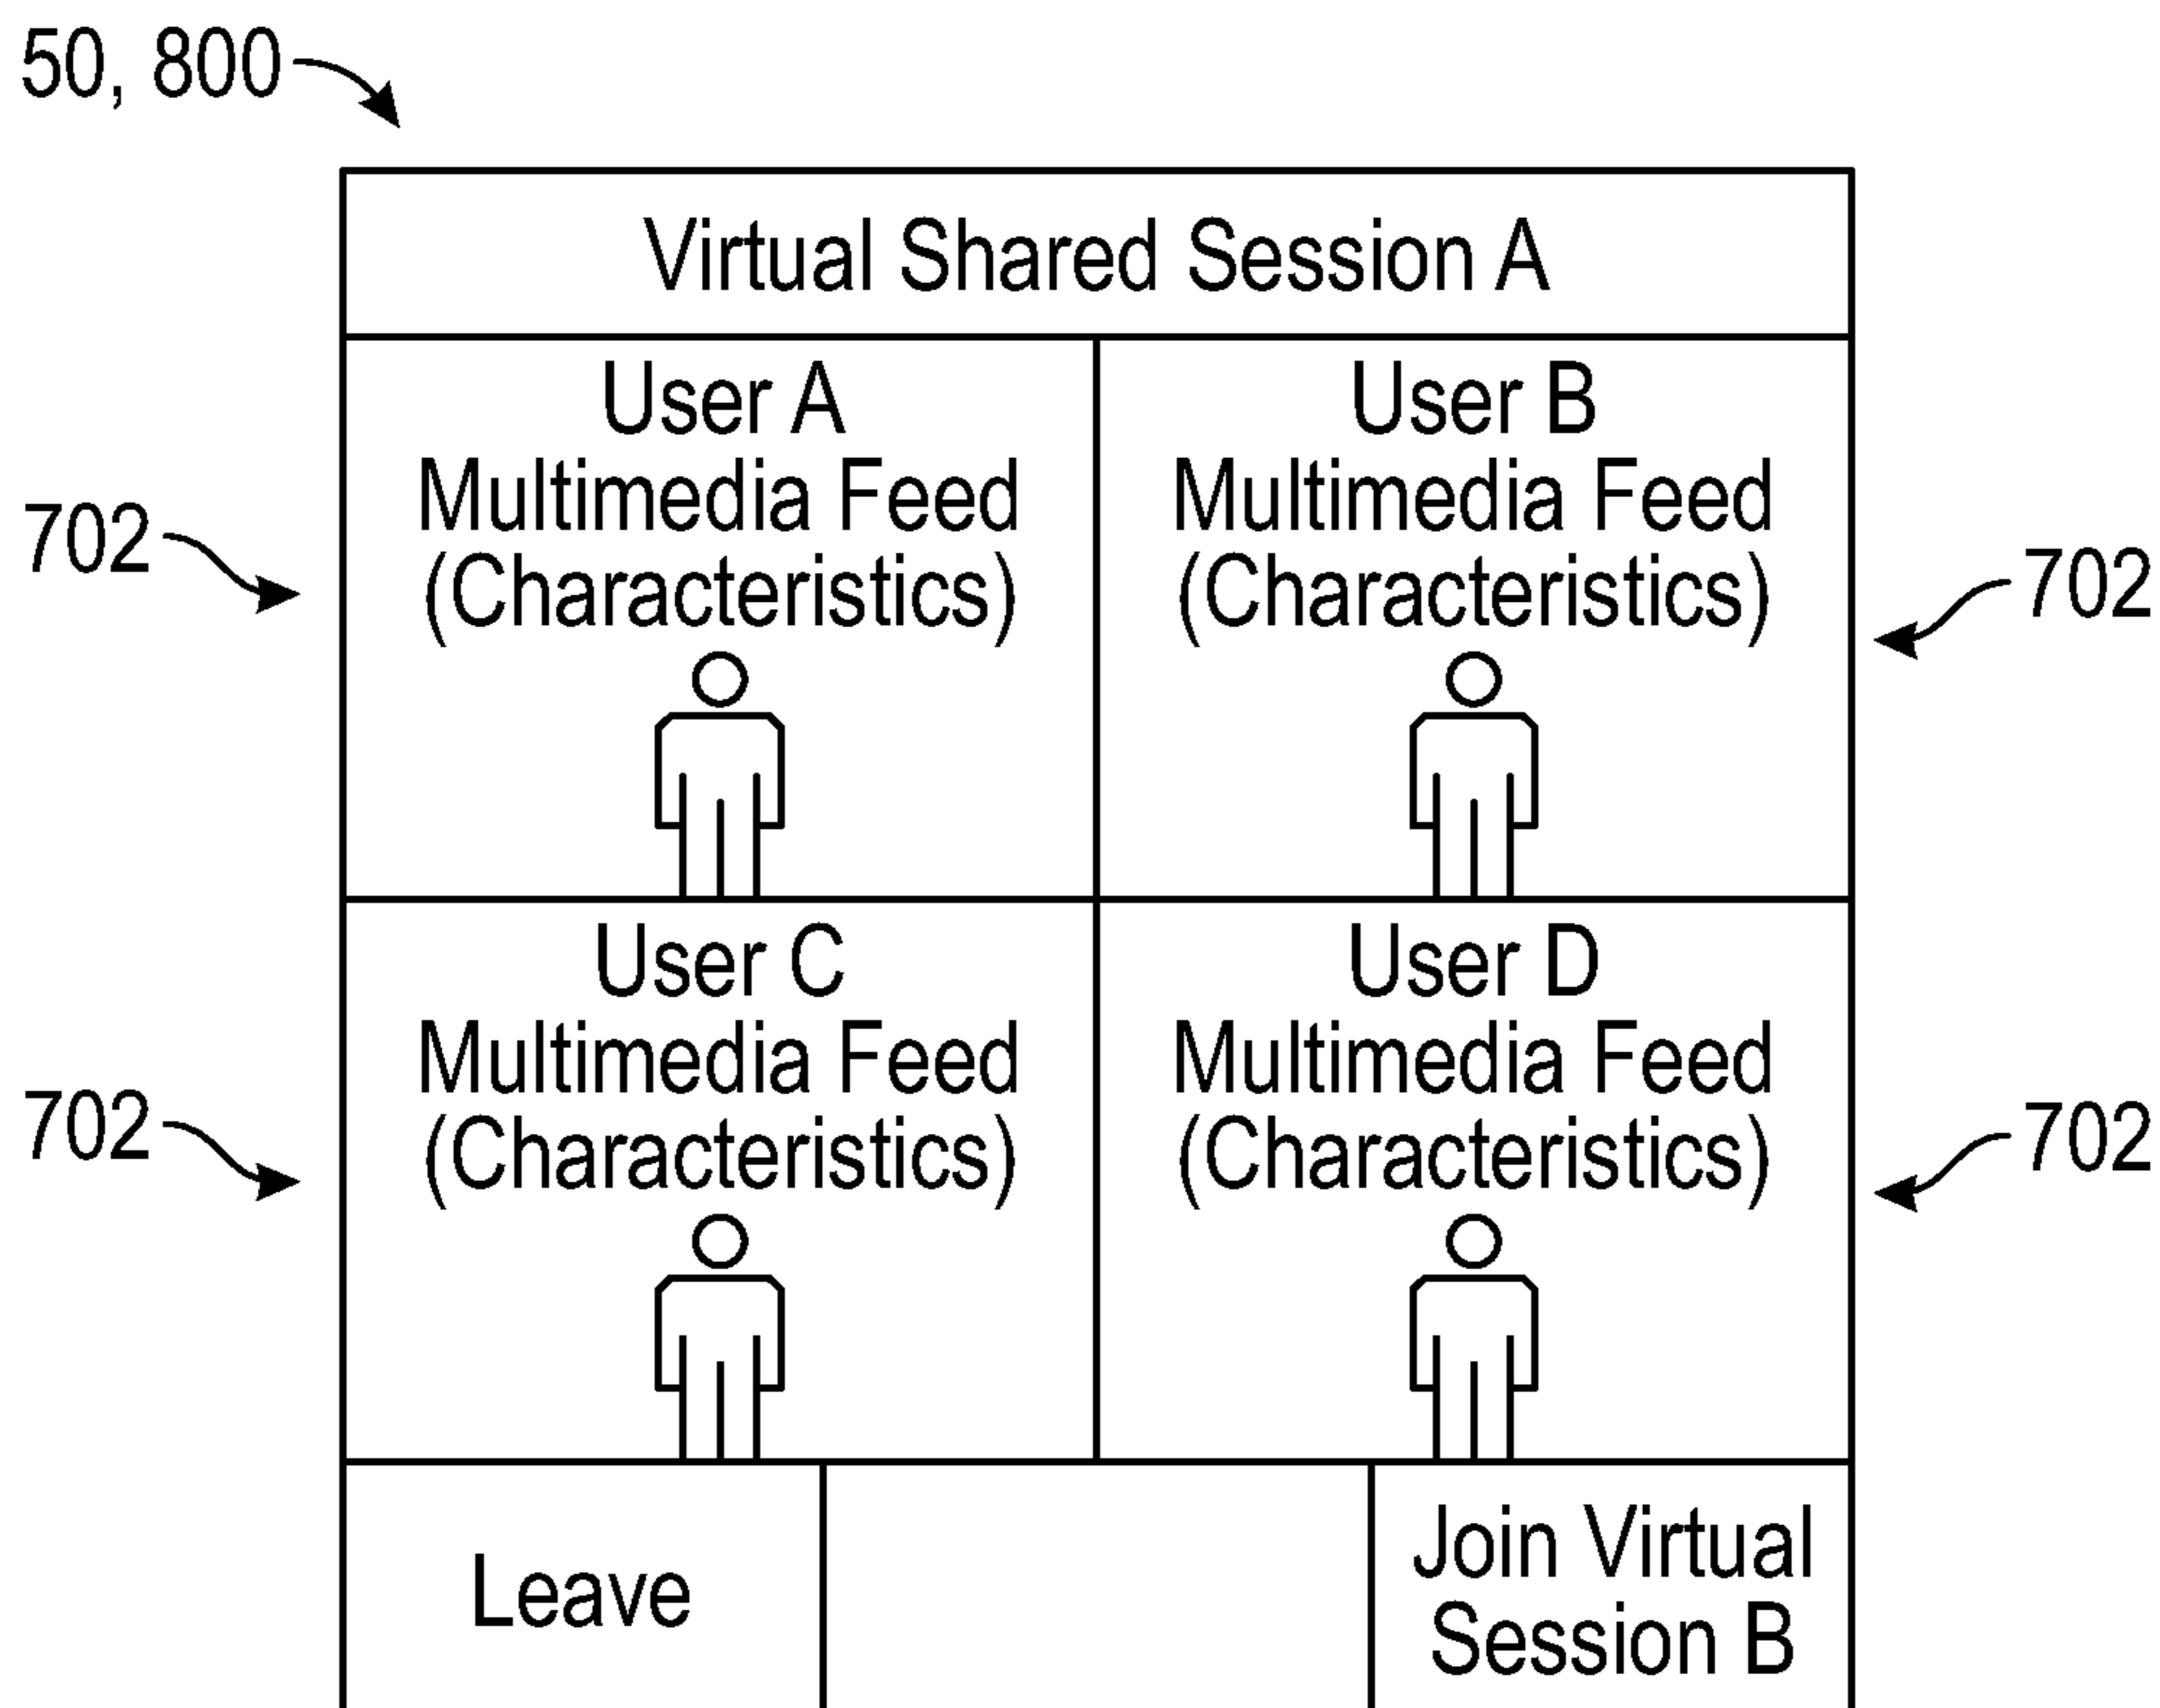 50, 800
Virtual Shared Session A
User A
Multimedia Feed
(Characteristics)
702
User B
Multimedia Feed
(Characteristics)
702
User C
Multimedia Feed
(Characteristics)
702
User D
Multimedia Feed
(Characteristics)
702
Leave
Join Virtual
Session B